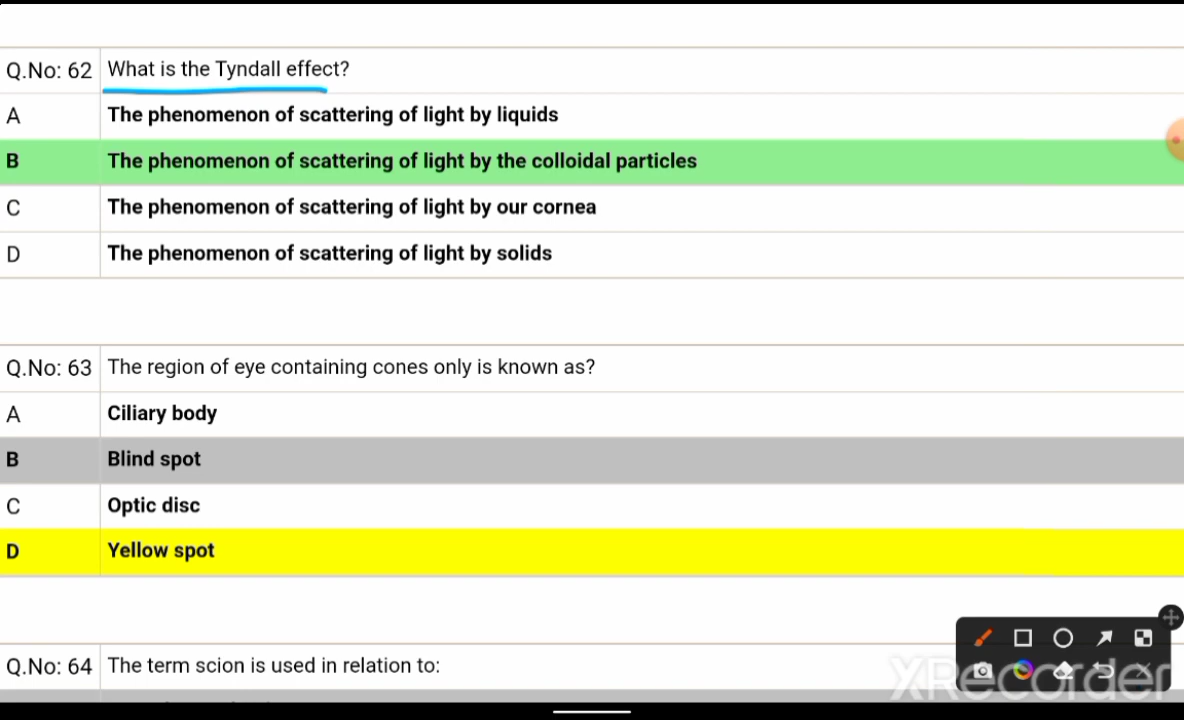 Q.No: 62 What is the Tyndall effect?
A The phenomenon of scattering of light by liquids
B The phenomenon of scattering of light by the colloidal particles
C The phenomenon of scattering of light by our cornea
D The phenomenon of scattering of light by solids
Q.No: 63 The region of eye containing cones only is known as?
A Ciliary body
B Blind spot
C Optic disc
D Yellow spot
Q.No: 64 The term scion is used in relation to:
XRecorder